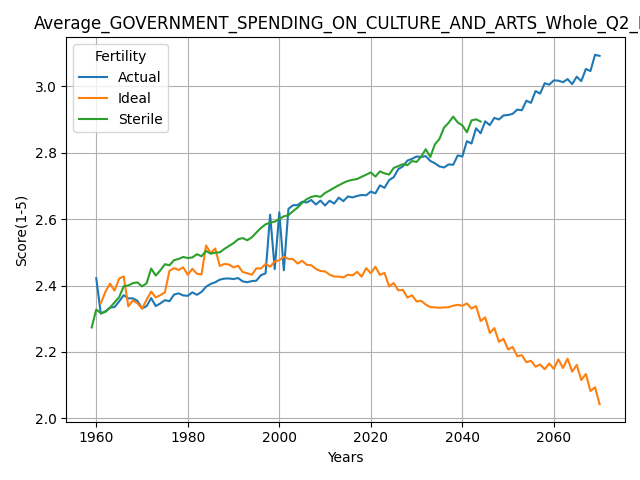 Average_GOVERNMENT_SPENDING_ON_CULTURE_AND_ARTS_Whole_Q2_
Fertility
Actual
Ideal
Sterile
Score(1-5)
3.0
2.8
2.6
2.4
2.2
2.0
1960 1980 2000 2020 2040 2060
Years